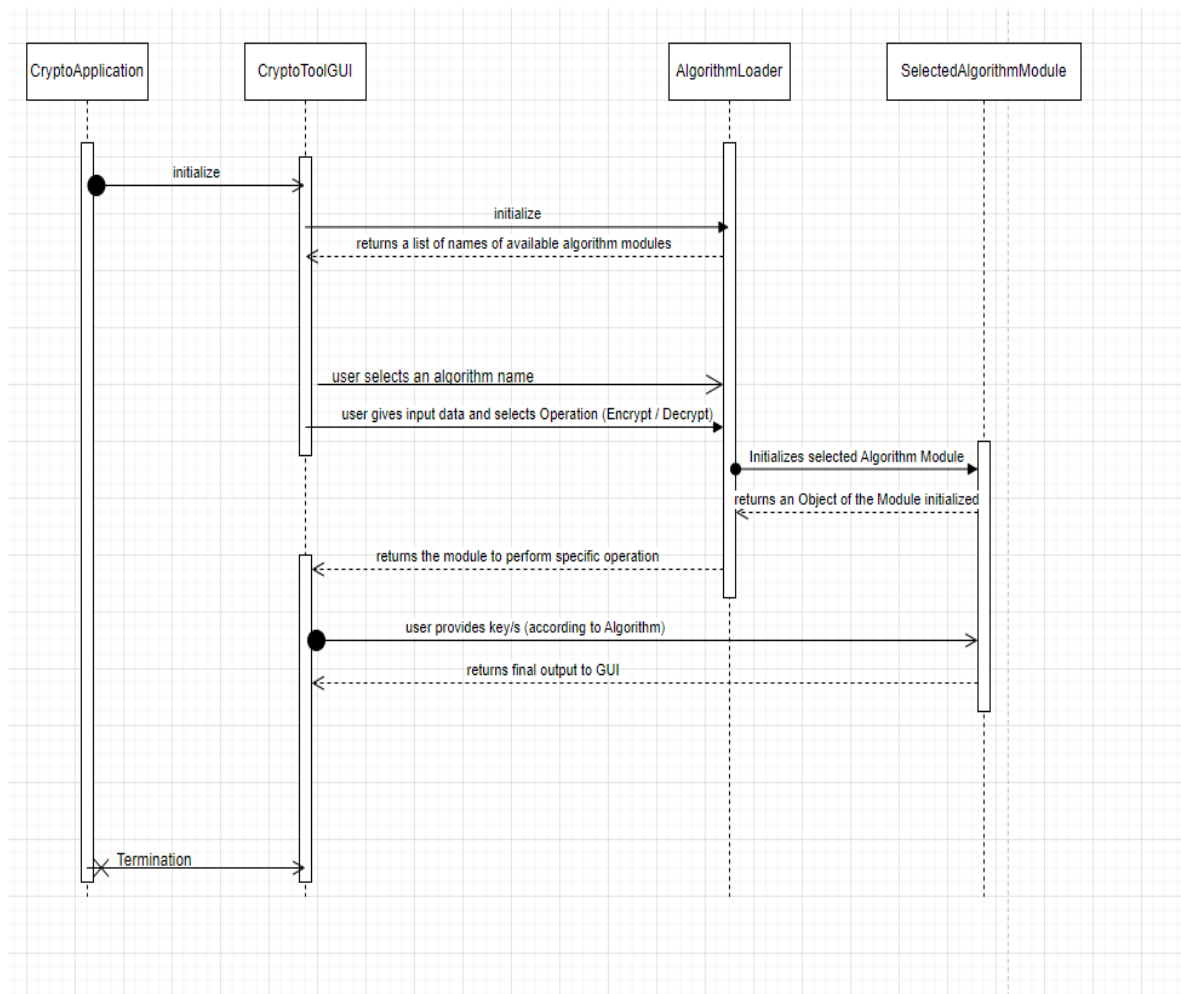 CryptoApplication
CryptoToolGUI
AlgorithmLoader
SelectedAlgorithmModule
initialize
initialize
returns a list of names of available algorithm modules
user selects an algorithm name
user gives input data and selects Operation (Encrypt / Decrypt)
Initializes selected Algorithm Module
returns an Object of the Module initialized
returns the module to perform specific operation
user provides key/s (according to Algorithm)
returns final output to GUI
Termination